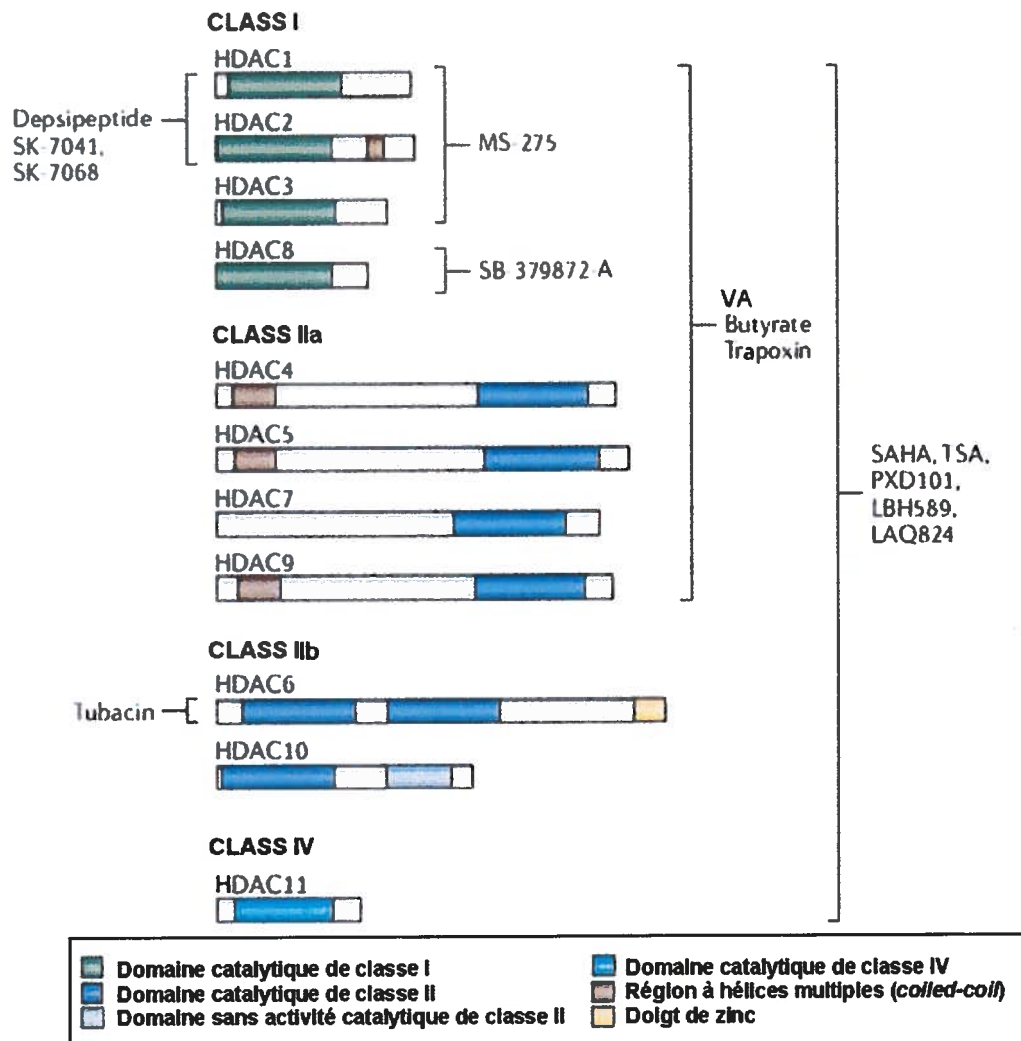 CLASS I
HDAC1
Depsipeptide
SK-7041,
SK-7068
HDAC2
MS-275
HDAC3
HDAC8
SB-379872-A
VA
Butyrate
Trapoxin
CLASS IIa
HDAC4
HDAC5
SAHA, TSA,
PXD101,
LBH589,
LAQ824
HDAC7
HDAC9
CLASS IIb
HDAC6
Tubacin
HDAC10
CLASS IV
HDAC11
Domaine catalytique de classe I
Domaine catalytique de classe II
Domaine sans activité catalytique de classe II
Domaine catalytique de classe IV
Région à hélices multiples (coiled-coil)
Doigt de zinc